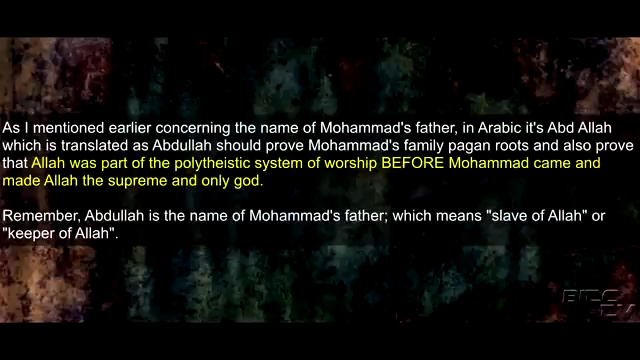 As I mentioned earlier concerning the name of Mohammad's father, in Arabic it's Abd Allah
which is translated as Abdullah should prove Mohammad's family pagan roots and also prove
that Allah was part of the polytheistic system of worship BEFORE Mohammad came and
made Allah the supreme and only god.
Remember, Abdullah is the name of Mohammad's father; which means "slave of Allah" or
"keeper of Allah".